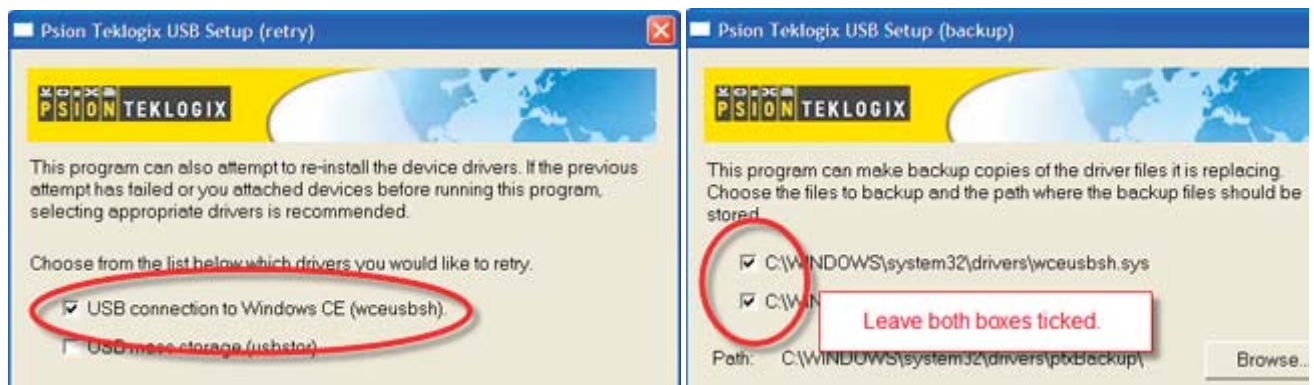 Psion Teklogix USB Setup (retry)
PSION TEKLOGIX
This program can also attempt to re-install the device drivers. If the previous
attempt has failed or you attached devices before running this program,
selecting appropriate drivers is recommended.
Choose from the list below which drivers you would like to retry.
USB connection to Windows CE (wceusbsh).
USB mass storage (usbstor)
Psion Teklogix USB Setup (backup)
PSION TEKLOGIX
This program can make backup copies of the driver files it is replacing.
Choose the files to backup and the path where the backup files should be
stored.
C:\WINDOWS\system32\drivers\wceusbsh.sys
C:\WIN
Leave both boxes ticked.
Path: C:\WINDOWS\system32\drivers\ptxBackup\
Browse...